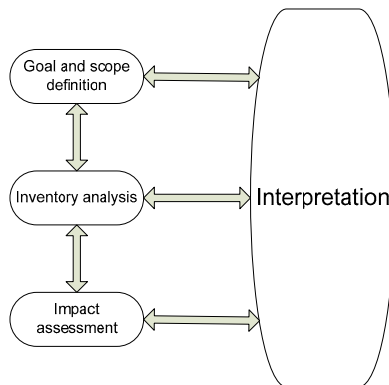 Goal and scope
definition
Inventory analysis
Interpretation
Impact
assessment